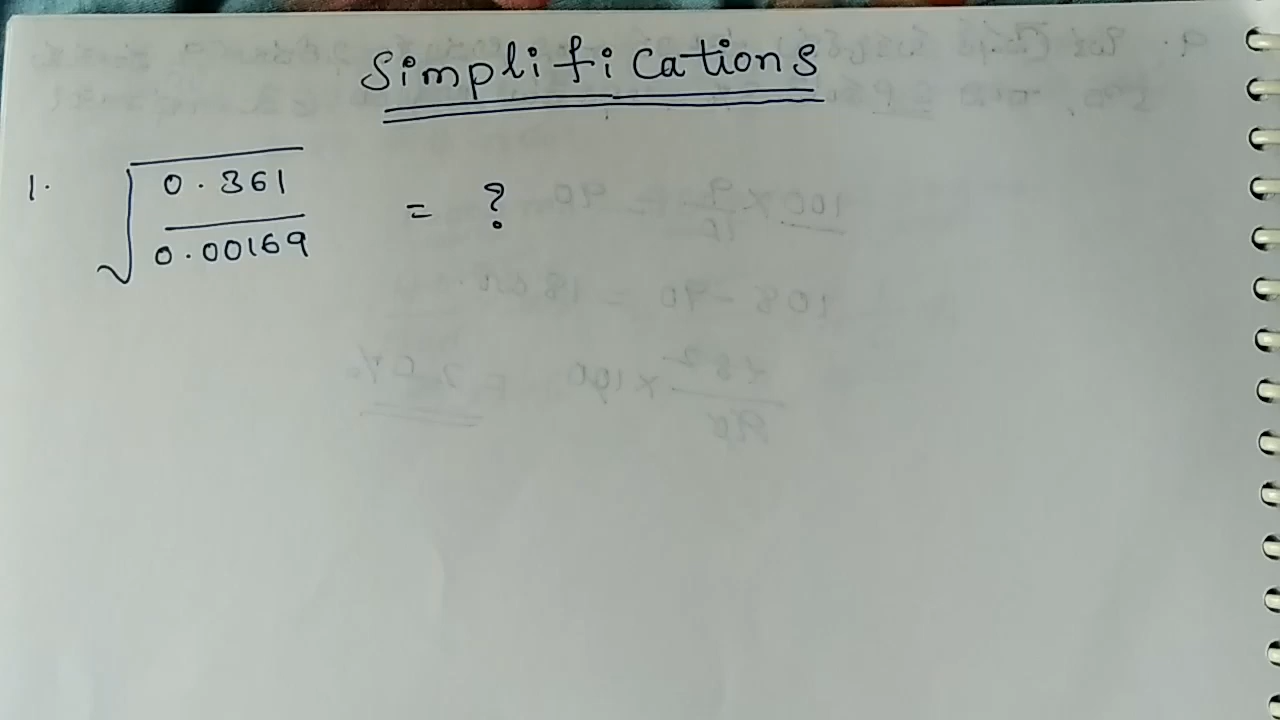 Simplifications
1. √(0.361 / 0.00169) = ?